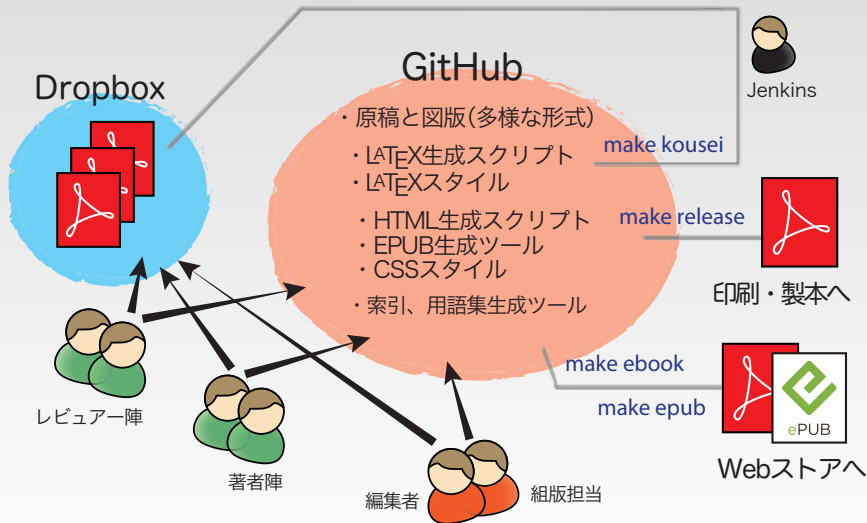 Dropbox
GitHub
Jenkins
・原稿と図版(多様な形式)
・LATEX生成スクリプト
make kousei
・LATEXスタイル
・HTML生成スクリプト
make release
・EPUB生成ツール
・CSSスタイル
・索引、用語集生成ツール
印刷・製本へ
make ebook
make epub
ePUB
Webストアへ
レビュアー陣
著者陣
編集者
組版担当